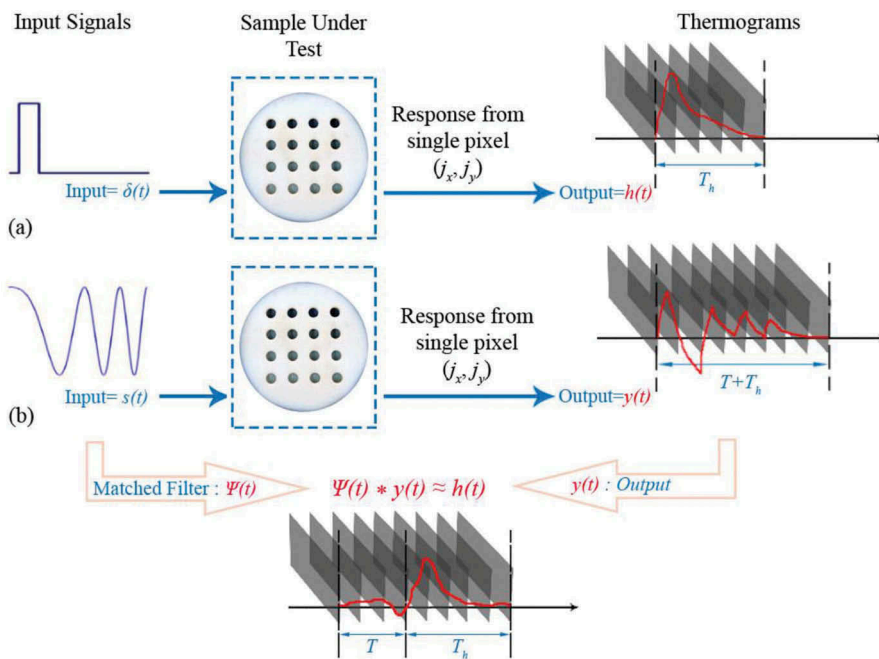 Input Signals
Sample Under
Test
Thermograms
Response from
single pixel
(jx, jy)
Input= δ(t)
Output=h(t)
Th
(a)
Response from
single pixel
(jx, jy)
Input= s(t)
Output=y(t)
T+Th
(b)
Matched Filter : Ψ(t)
Ψ(t) * y(t) ≈ h(t)
y(t) : Output
T
Th